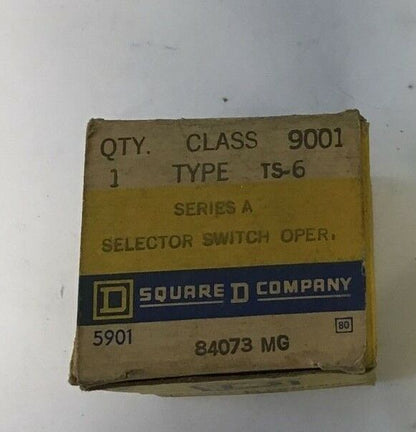 QTY. CLASS 9001
1 TYPE TS-6
SERIES A
SELECTOR SWITCH OPER.
D SQUARE D COMPANY
5901 80
84073 MG